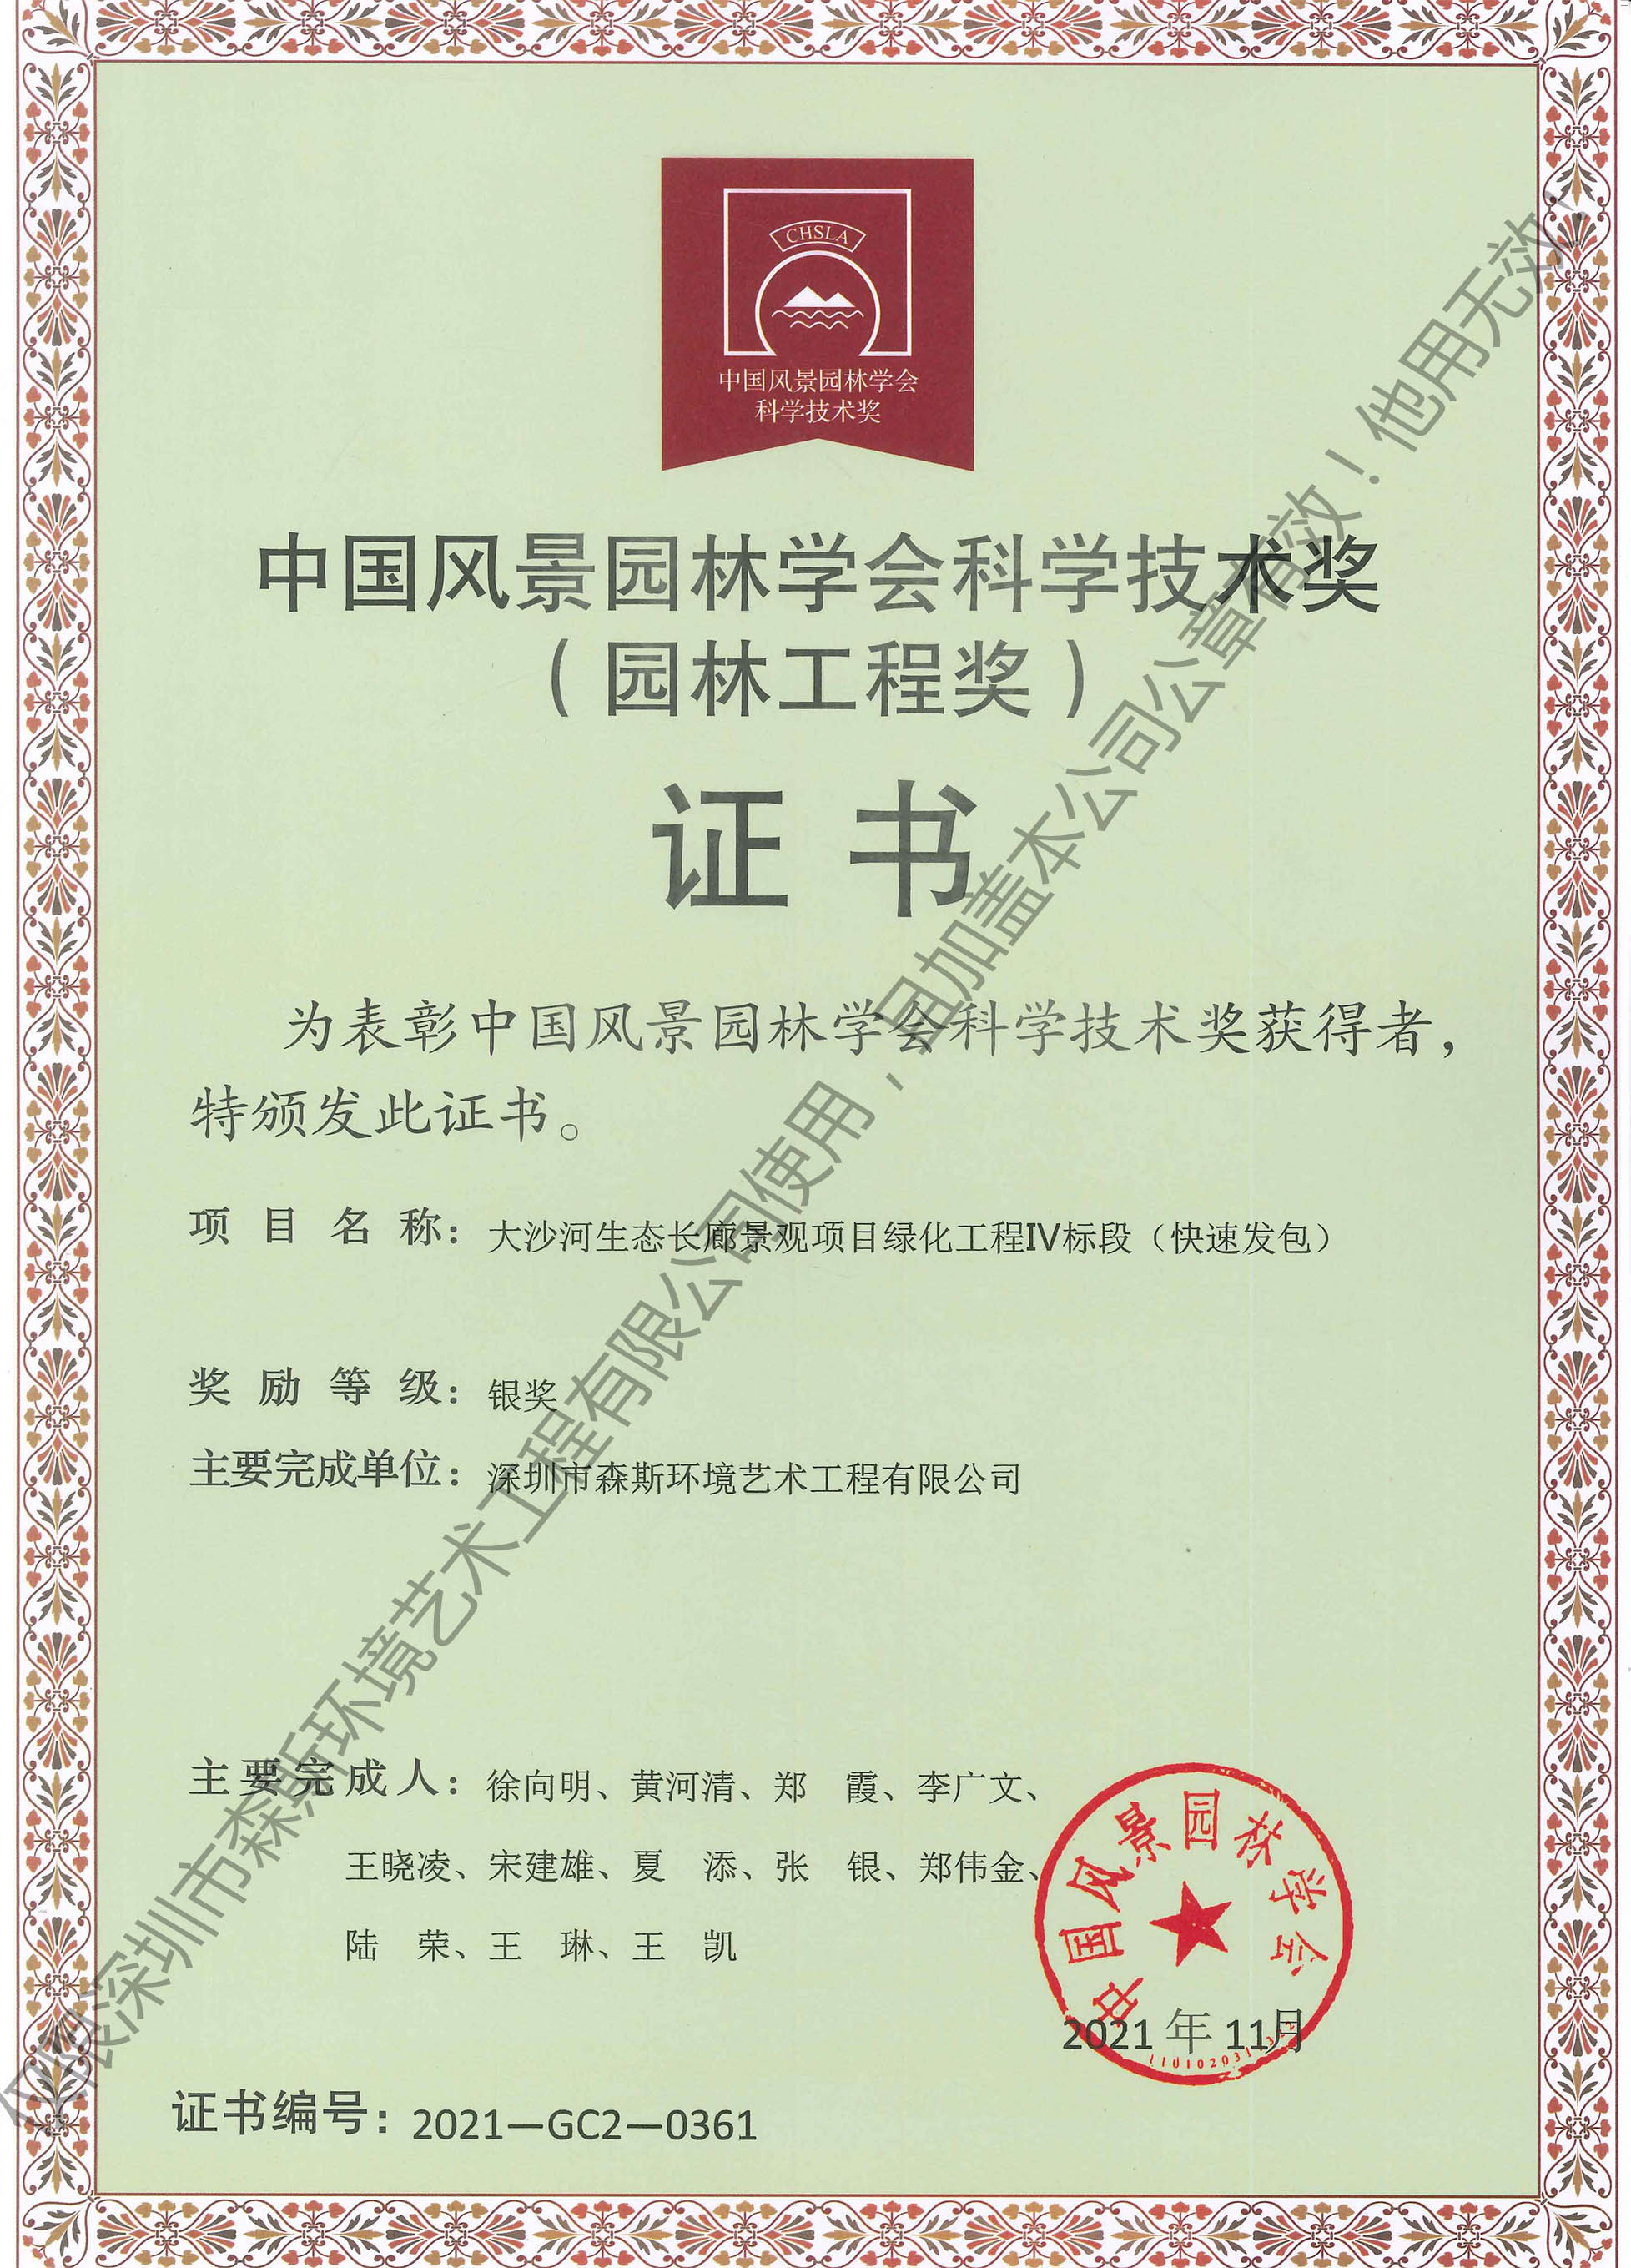 CHSLA
中国风景园林学会
科学技术奖
中国风景园林学会科学技术奖
（园林工程奖）
证书
为表彰中国风景园林学会科学技术奖获得者，
特颁发此证书。
项目名称：大沙河生态长廊景观项目绿化工程IV标段（快速发包）
奖励等级：银奖
主要完成单位：深圳市森斯环境艺术工程有限公司
主要完成人：徐向明、黄河清、郑　霞、李广文、
王晓凌、宋建雄、夏　添、张　银、郑伟金、
陆　荣、王　琳、王　凯
中国风景园林学会
2021 年 11月
证书编号：2021—GC2—0361
仅限深圳市森斯环境艺术工程有限公司使用，且加盖本公司公章有效！他用无效！